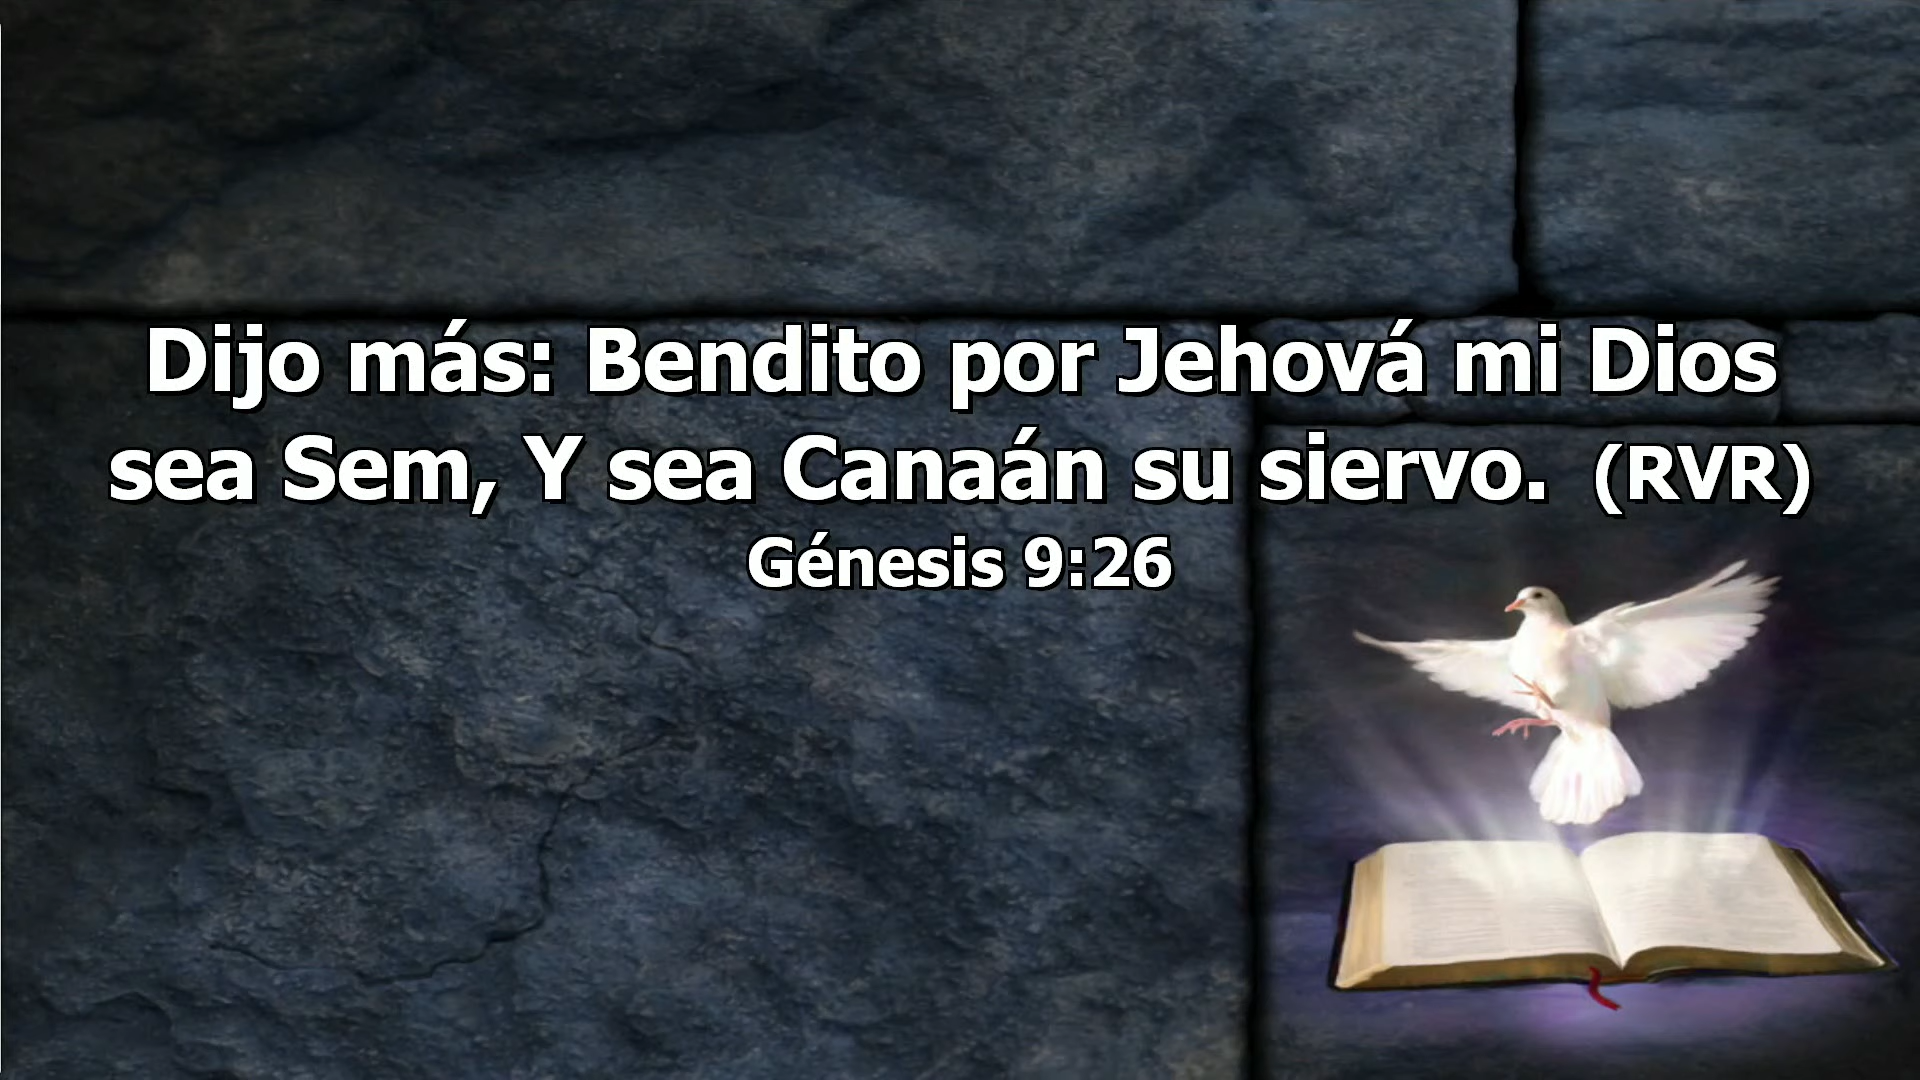 Dijo más: Bendito por Jehová mi Dios
sea Sem, Y sea Canaán su siervo. (RVR)
Génesis 9:26